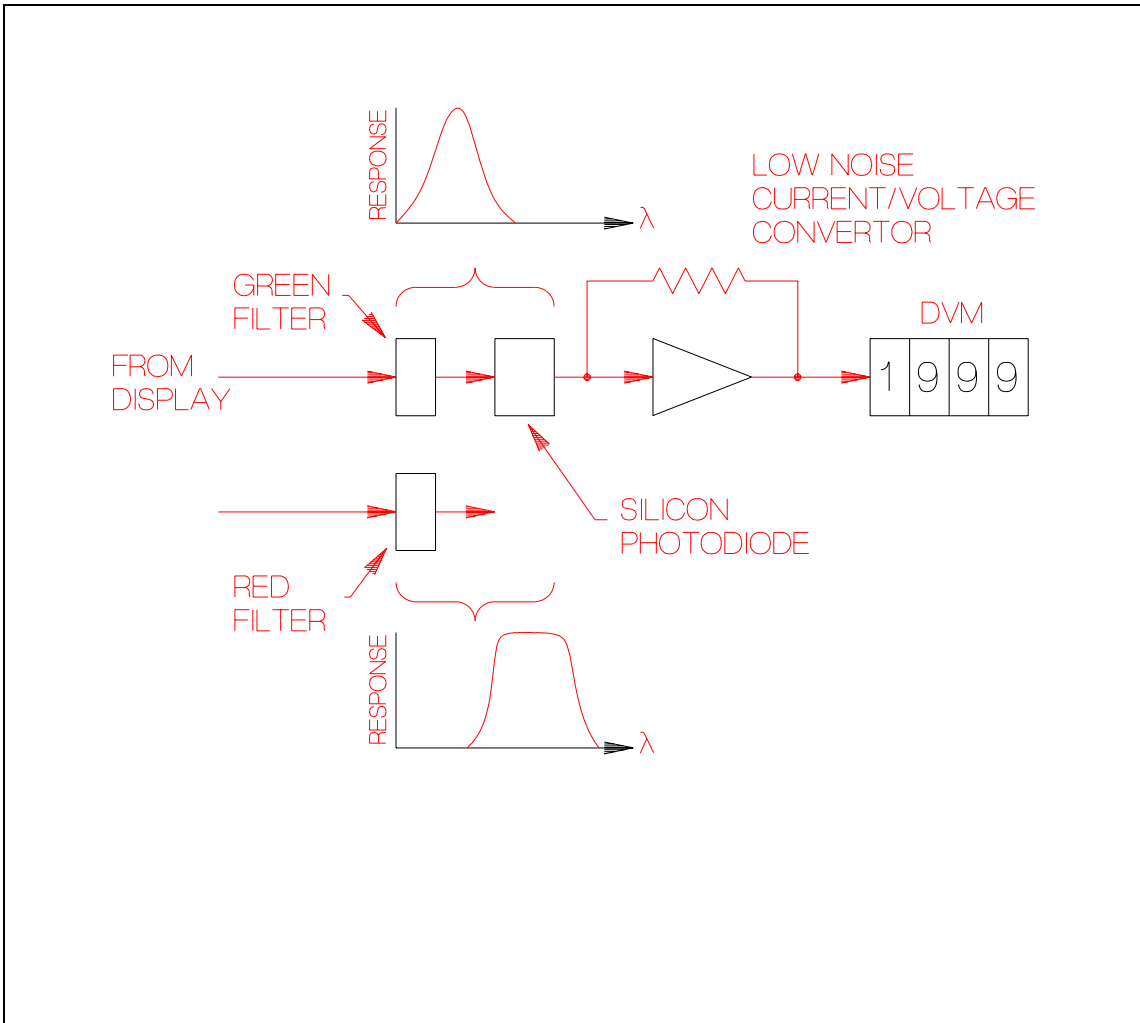 RESPONSE
λ
LOW NOISE
CURRENT/VOLTAGE
CONVERTOR
GREEN
FILTER
DVM
FROM
DISPLAY
1999
SILICON
PHOTODIODE
RED
FILTER
RESPONSE
λ